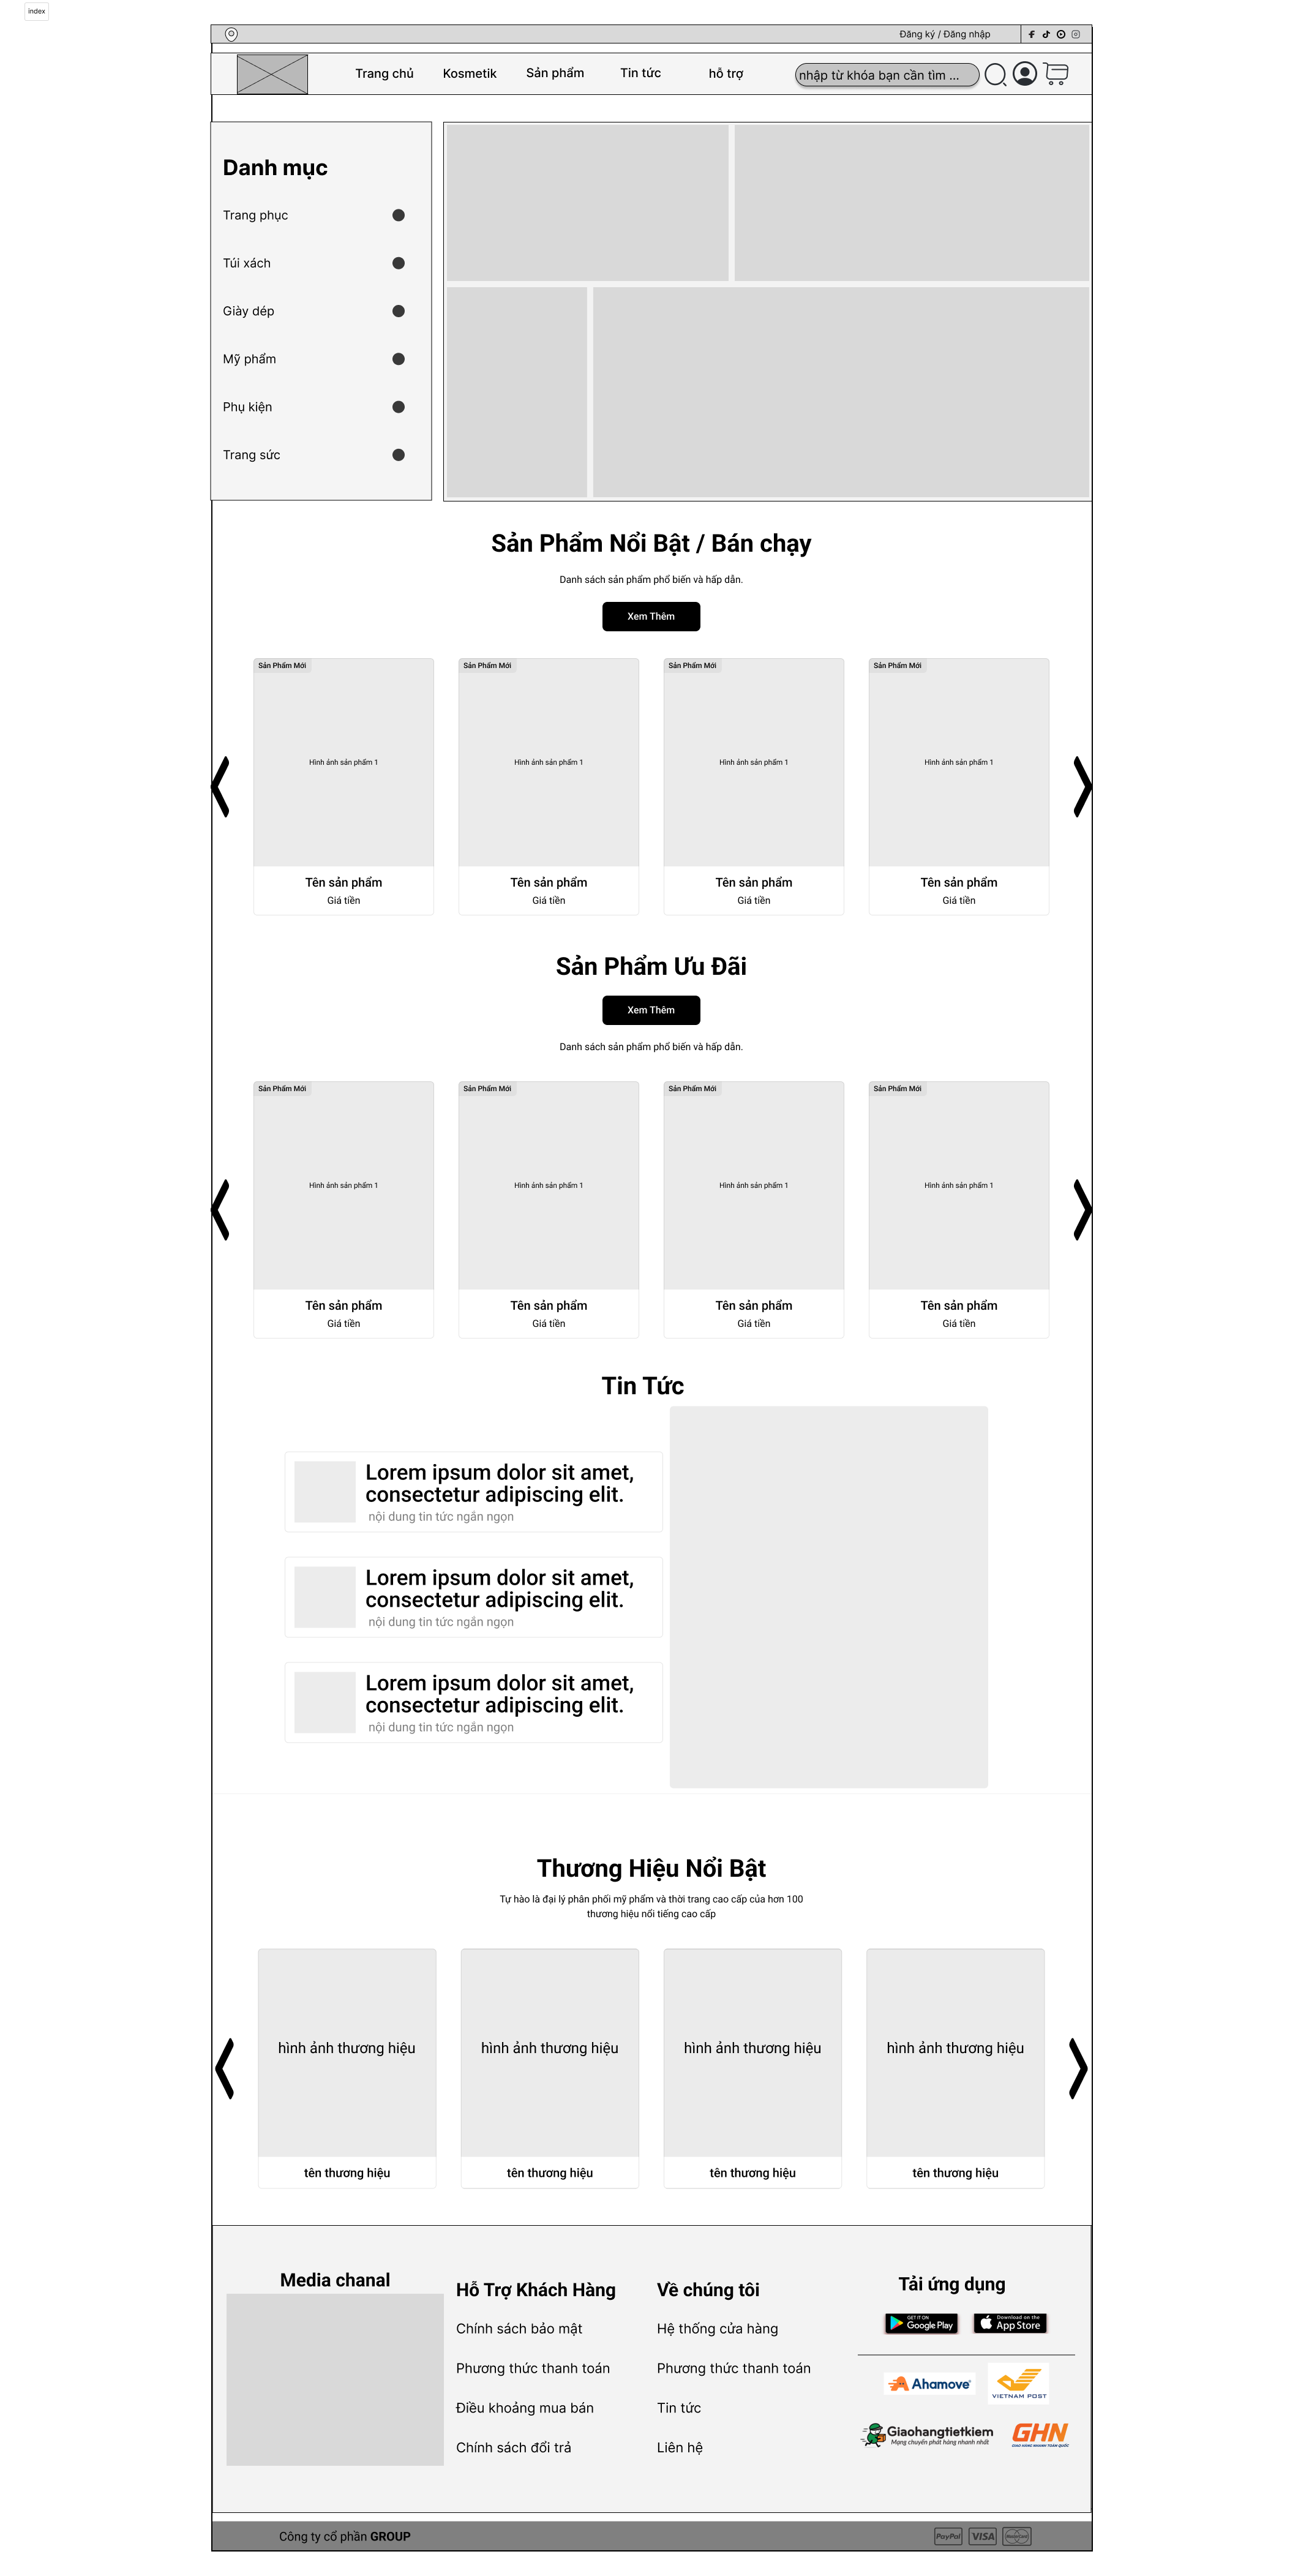 index
Đăng ký / Đăng nhập
Trang chủ
Kosmetik
Sản phẩm
Tin tức
hỗ trợ
nhập từ khóa bạn cần tìm ...
Danh mục
Trang phục
Túi xách
Giày dép
Mỹ phẩm
Phụ kiện
Trang sức
Sản Phẩm Nổi Bật / Bán chạy
Danh sách sản phẩm phổ biến và hấp dẫn.
Xem Thêm
Sản Phẩm Mới
Sản Phẩm Mới
Sản Phẩm Mới
Sản Phẩm Mới
Hình ảnh sản phẩm 1
Hình ảnh sản phẩm 1
Hình ảnh sản phẩm 1
Hình ảnh sản phẩm 1
Tên sản phẩm
Giá tiền
Tên sản phẩm
Giá tiền
Tên sản phẩm
Giá tiền
Tên sản phẩm
Giá tiền
Sản Phẩm Ưu Đãi
Xem Thêm
Danh sách sản phẩm phổ biến và hấp dẫn.
Sản Phẩm Mới
Sản Phẩm Mới
Sản Phẩm Mới
Sản Phẩm Mới
Hình ảnh sản phẩm 1
Hình ảnh sản phẩm 1
Hình ảnh sản phẩm 1
Hình ảnh sản phẩm 1
Tên sản phẩm
Giá tiền
Tên sản phẩm
Giá tiền
Tên sản phẩm
Giá tiền
Tên sản phẩm
Giá tiền
Tin Tức
Lorem ipsum dolor sit amet,
consectetur adipiscing elit.
nội dung tin tức ngắn ngọn
Lorem ipsum dolor sit amet,
consectetur adipiscing elit.
nội dung tin tức ngắn ngọn
Lorem ipsum dolor sit amet,
consectetur adipiscing elit.
nội dung tin tức ngắn ngọn
Thương Hiệu Nổi Bật
Tự hào là đại lý phân phối mỹ phẩm và thời trang cao cấp của hơn 100
thương hiệu nổi tiếng cao cấp
hình ảnh thương hiệu
hình ảnh thương hiệu
hình ảnh thương hiệu
hình ảnh thương hiệu
tên thương hiệu
tên thương hiệu
tên thương hiệu
tên thương hiệu
Media chanal
Hỗ Trợ Khách Hàng
Chính sách bảo mật
Phương thức thanh toán
Điều khoảng mua bán
Chính sách đổi trả
Về chúng tôi
Hệ thống cửa hàng
Phương thức thanh toán
Tin tức
Liên hệ
Tải ứng dụng
GET IT ON
Google Play
Download on the
App Store
Ahamove
VIETNAM POST
Giaohangtietkiem
Mạng chuyển phát hàng nhanh nhất
GHN
GIAO HÀNG NHANH TOÀN QUỐC
Công ty cổ phần GROUP
PayPal
VISA
MasterCard